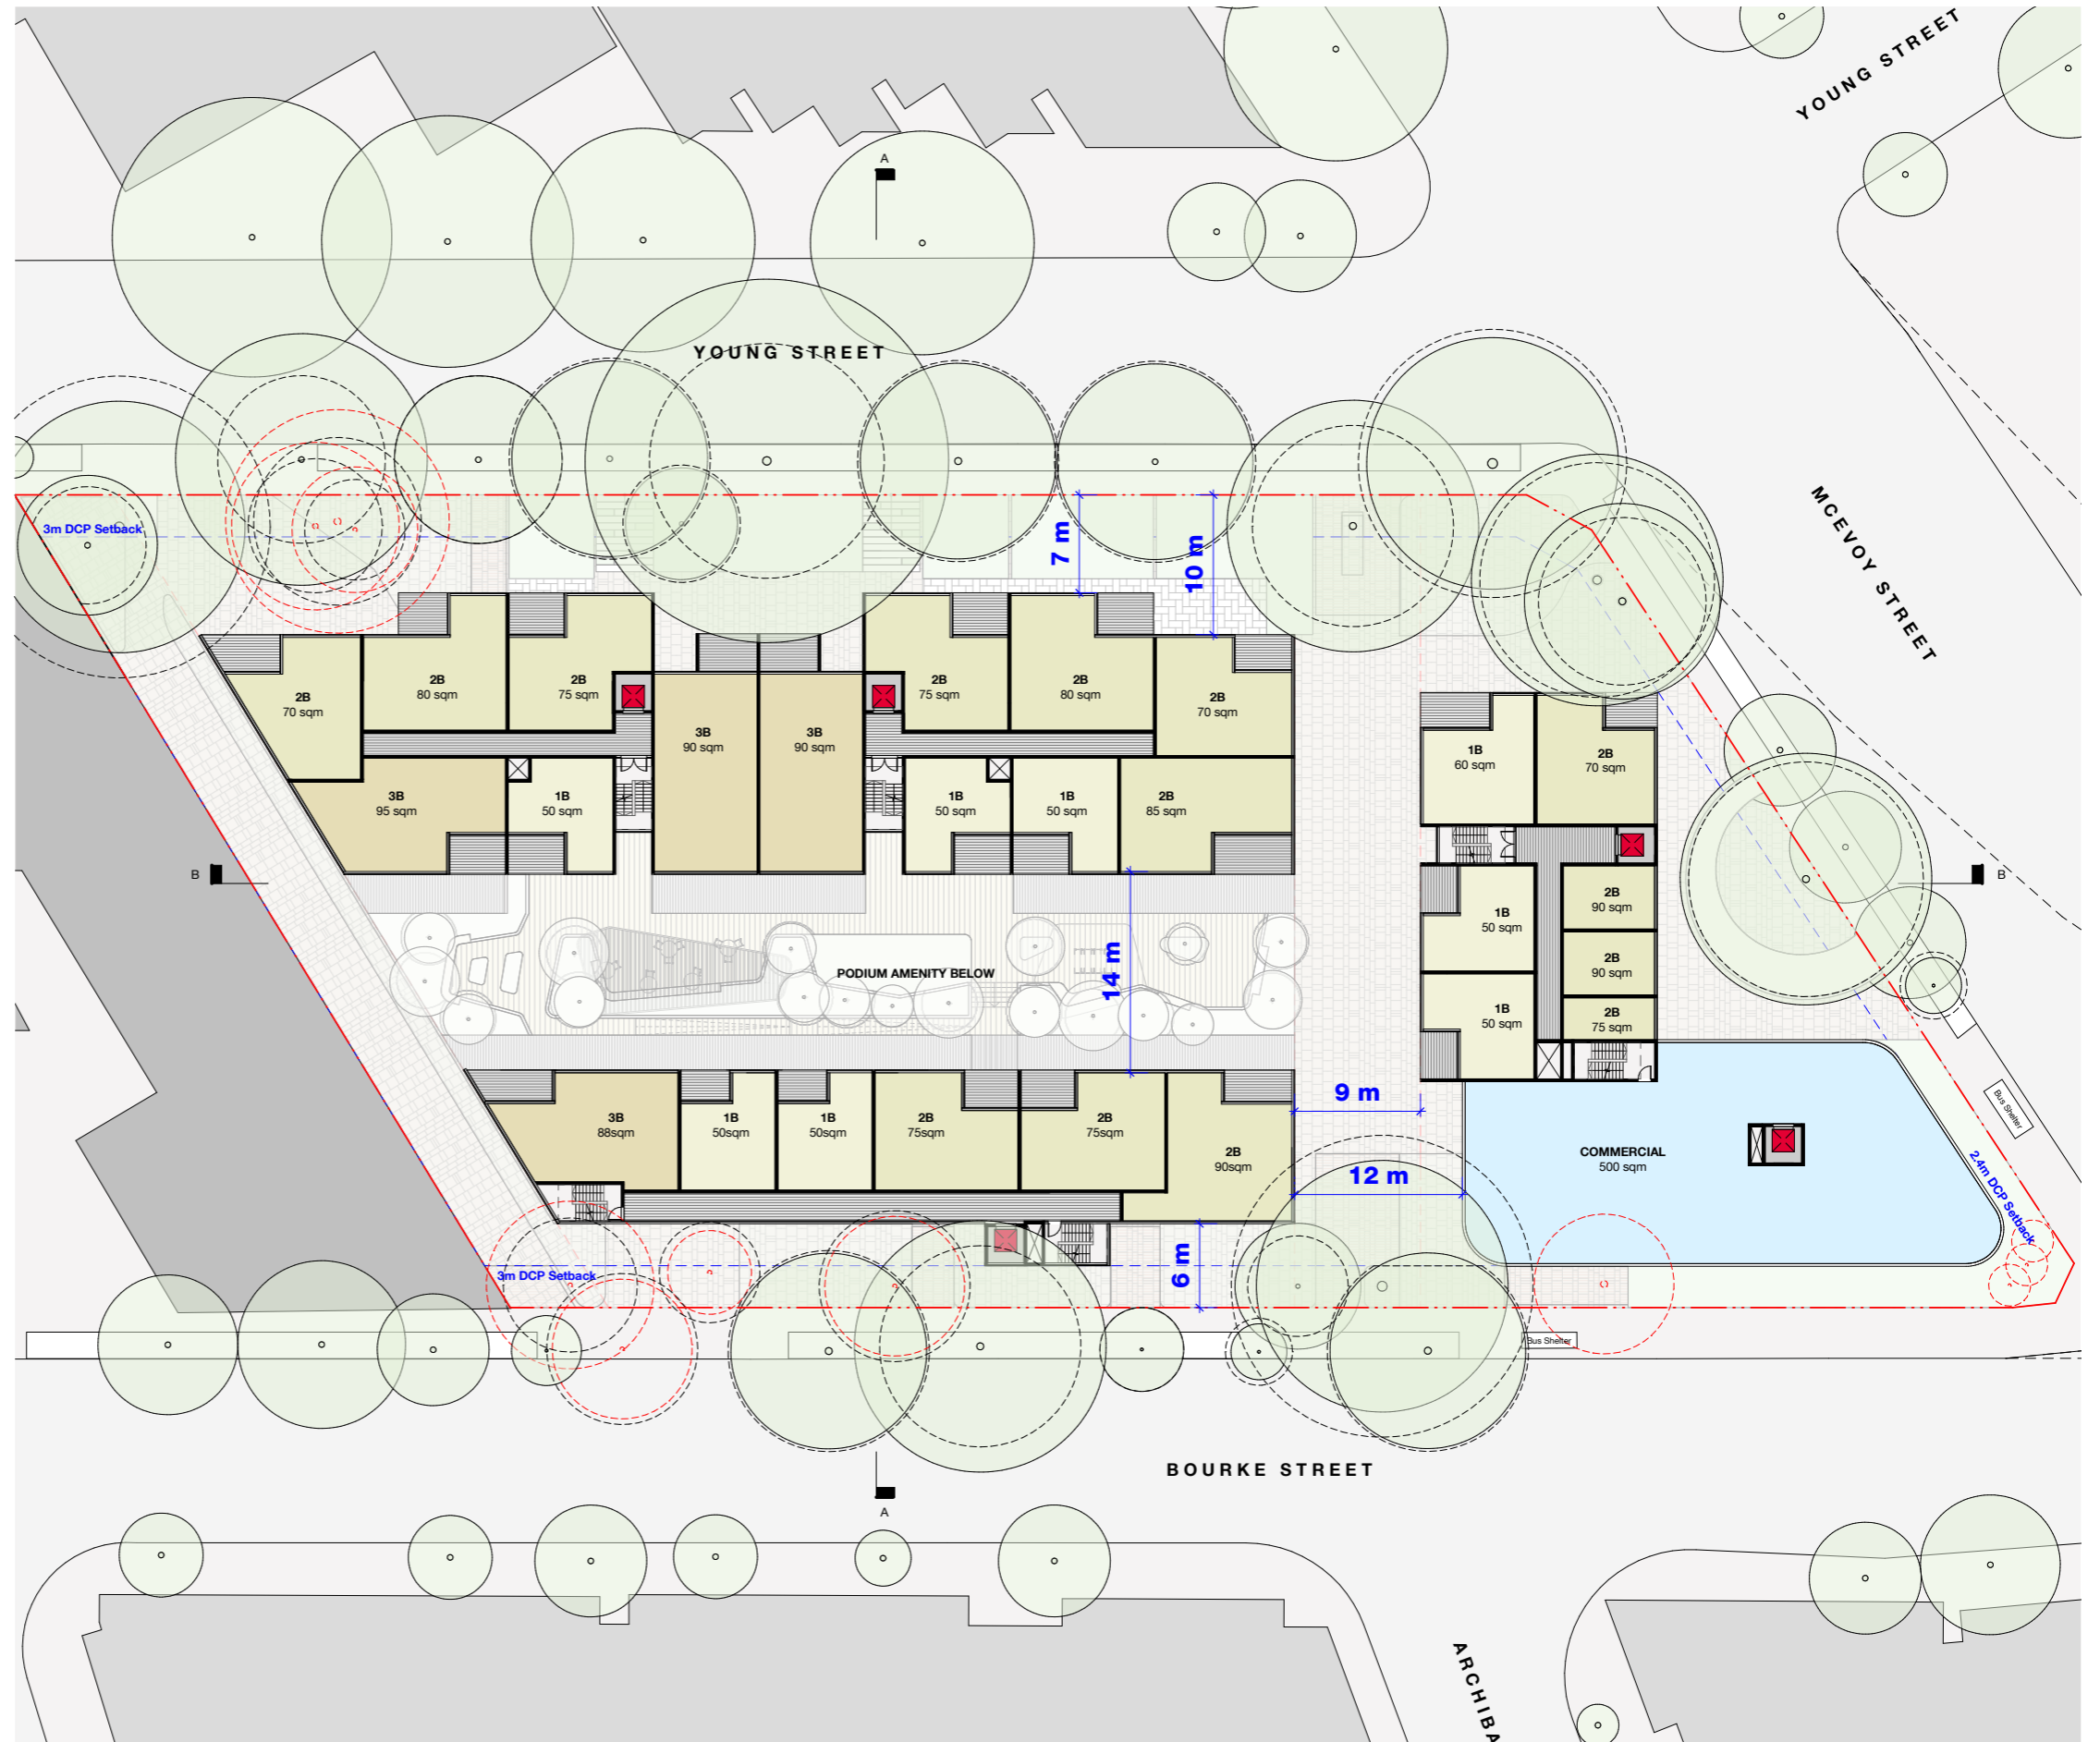 YOUNG STREET
A
YOUNG STREET
MCEVOY STREET
3m DCP Setback
7 m
10 m
2B
70 sqm
2B
80 sqm
2B
75 sqm
3B
90 sqm
3B
90 sqm
2B
75 sqm
2B
80 sqm
2B
70 sqm
1B
60 sqm
2B
70 sqm
3B
95 sqm
1B
50 sqm
1B
50 sqm
1B
50 sqm
2B
85 sqm
B
B
2B
90 sqm
1B
50 sqm
2B
90 sqm
PODIUM AMENITY BELOW
14 m
1B
50 sqm
2B
75 sqm
9 m
Bus Shelter
3B
88sqm
1B
50sqm
1B
50sqm
2B
75sqm
2B
75sqm
2B
90sqm
COMMERCIAL
500 sqm
12 m
2.4m DCP Setback
6 m
3m DCP Setback
Bus Shelter
BOURKE STREET
A
ARCHIBA